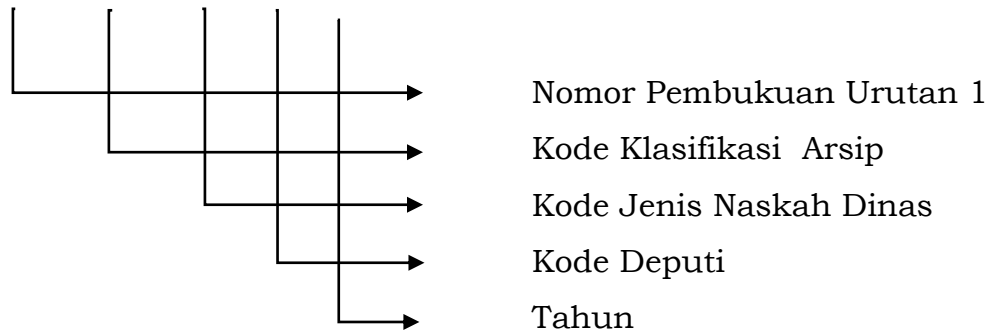 Nomor Pembukuan Urutan 1
Kode Klasifikasi Arsip
Kode Jenis Naskah Dinas
Kode Deputi
Tahun